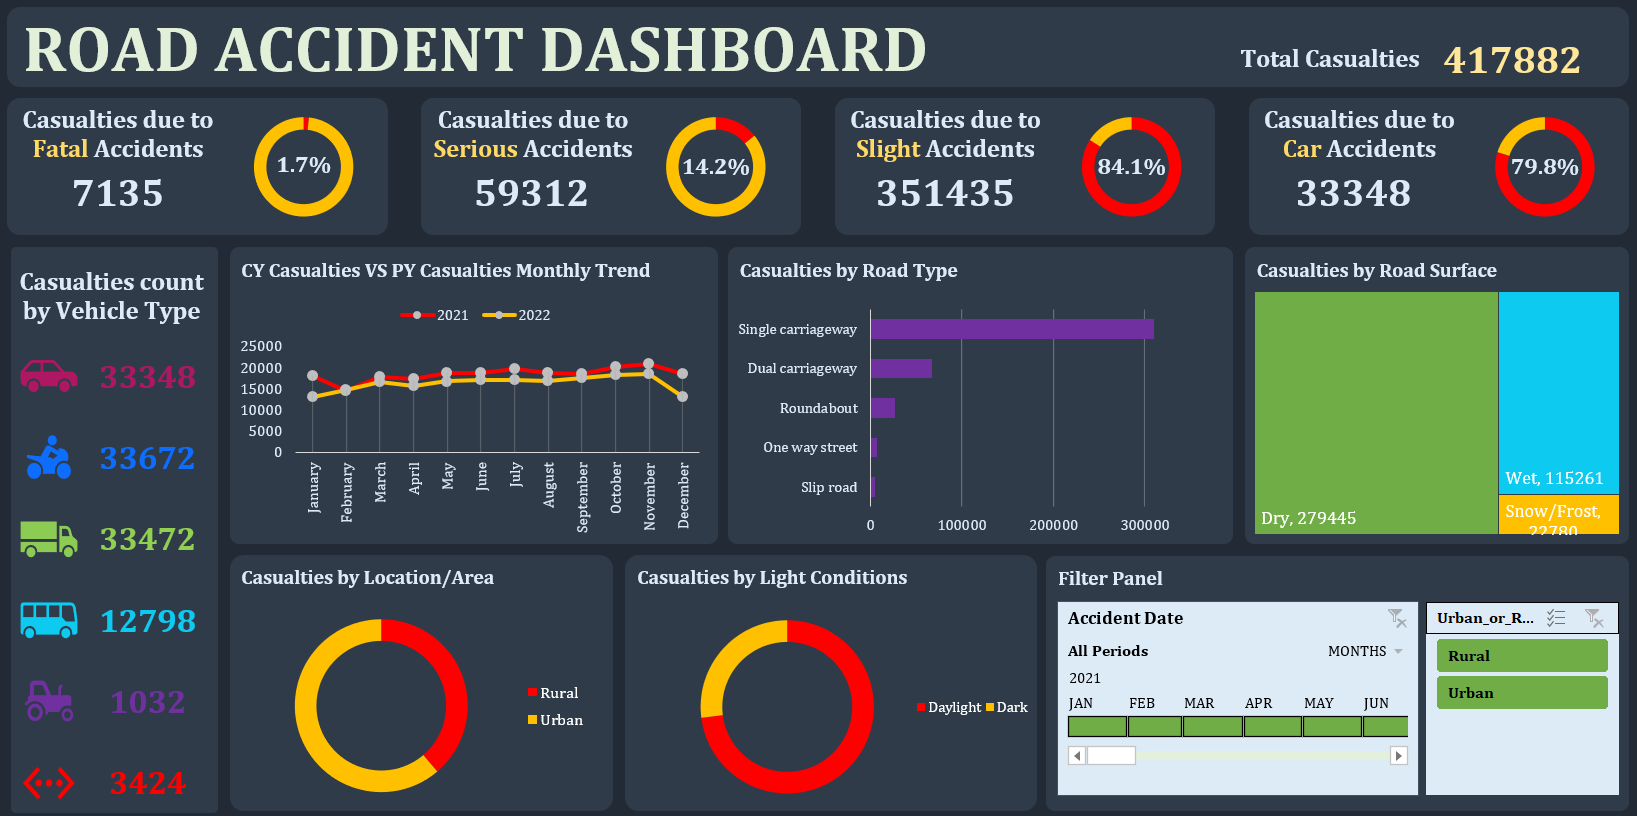 ROAD ACCIDENT DASHBOARD
Total Casualties 417882
Casualties due to
Fatal Accidents
7135
1.7%
Casualties due to
Serious Accidents
59312
14.2%
Casualties due to
Slight Accidents
351435
84.1%
Casualties due to
Car Accidents
33348
79.8%
Casualties count
by Vehicle Type
33348
33672
33472
12798
1032
3424
CY Casualties VS PY Casualties Monthly Trend
2021 2022
25000
20000
15000
10000
5000
0
January
February
March
April
May
June
July
August
September
October
November
December
Casualties by Road Type
Single carriageway
Dual carriageway
Roundabout
One way street
Slip road
0 100000 200000 300000
Casualties by Road Surface
Dry, 279445
Wet, 115261
Snow/Frost,
22780
Casualties by Location/Area
Rural
Urban
Casualties by Light Conditions
Daylight Dark
Filter Panel
Accident Date
All Periods MONTHS
2021
JAN FEB MAR APR MAY JUN
Urban_or_R...
Rural
Urban